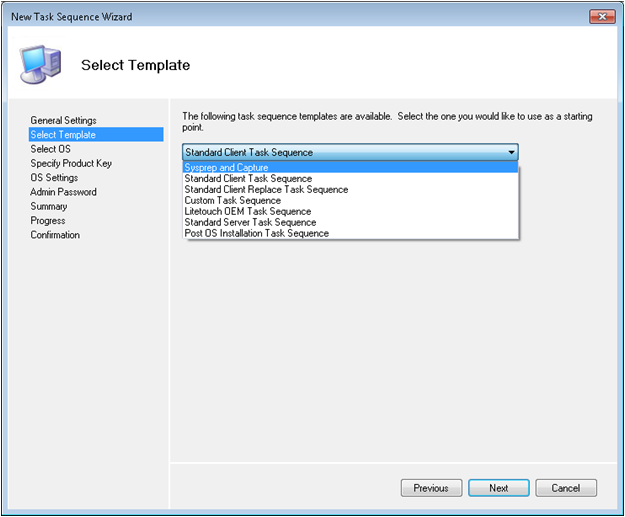 New Task Sequence Wizard
Select Template
General Settings
Select Template
Select OS
Specify Product Key
OS Settings
Admin Password
Summary
Progress
Confirmation
The following task sequence templates are available.  Select the one you would like to use as a starting
point.
Standard Client Task Sequence
Sysprep and Capture
Standard Client Task Sequence
Standard Client Replace Task Sequence
Custom Task Sequence
Litetouch OEM Task Sequence
Standard Server Task Sequence
Post OS Installation Task Sequence
Previous
Next
Cancel